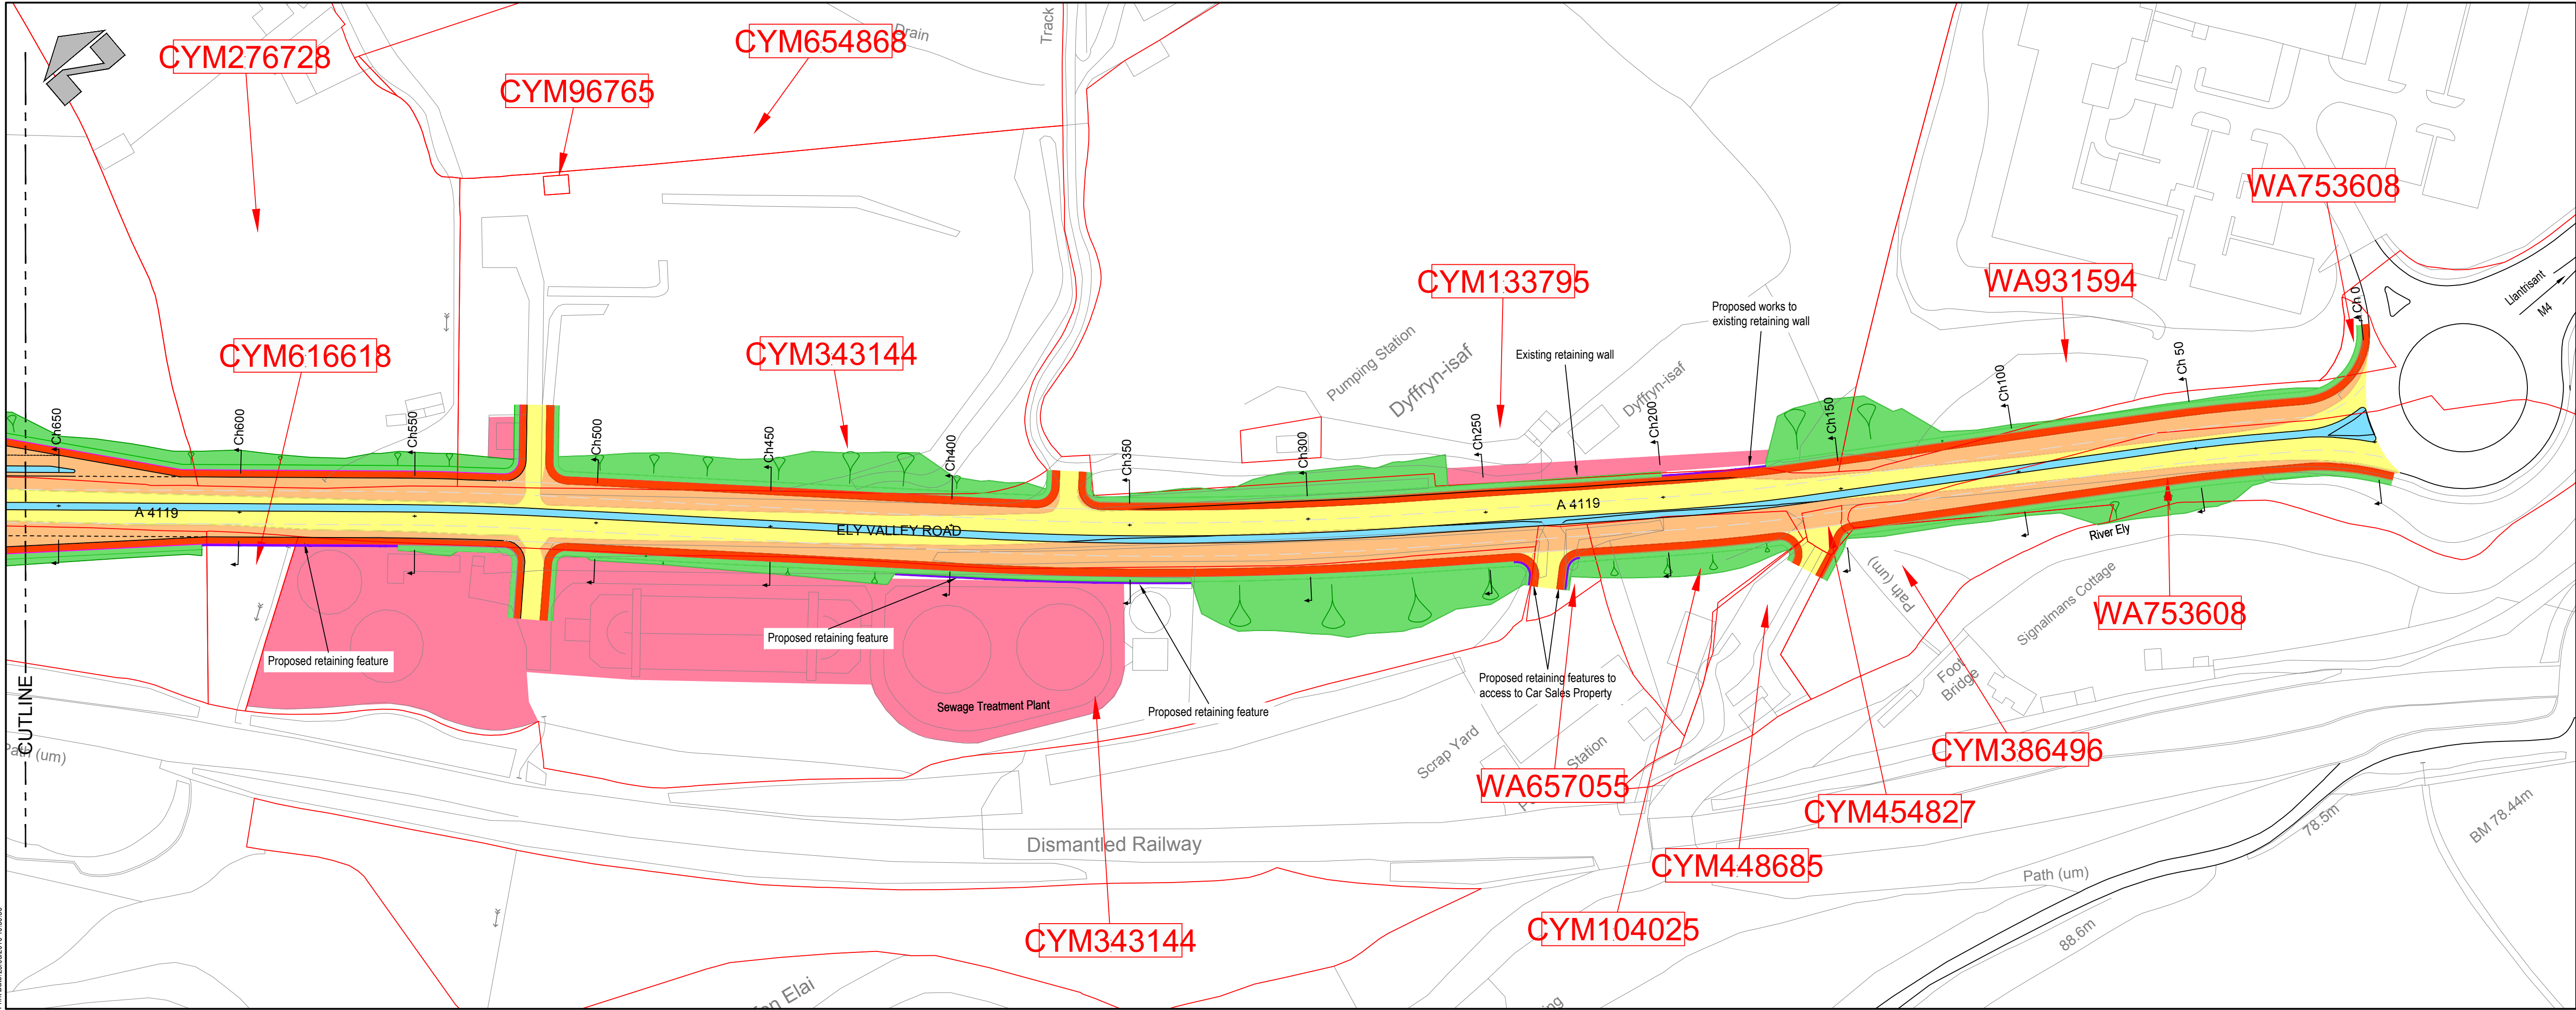 CYM276728
CYM654868
Drain
Track
CYM96765
WA753608
Llantrisant
M4
CYM133795
WA931594
Proposed works to
existing retaining wall
Pumping Station
Dyffryn-isaf
Existing retaining wall
Dyffryn-isaf
CYM616618
CYM343144
Ch650
Ch600
Ch550
Ch500
Ch450
Ch400
Ch350
Ch300
Ch250
Ch200
Ch150
Ch100
Ch 50
Ch 0
A 4119
ELY VALLEY ROAD
A 4119
River Ely
Path (um)
Signalmans Cottage
WA753608
Proposed retaining feature
Proposed retaining feature
Proposed retaining feature
Sewage Treatment Plant
Proposed retaining features to
access to Car Sales Property
Foot
Bridge
CUTLINE
Path (um)
Scrap Yard
Station
WA657055
CYM386496
CYM454827
CYM448685
CYM104025
CYM343144
Dismantled Railway
78.5m
BM 78.44m
Path (um)
88.6m
Elai